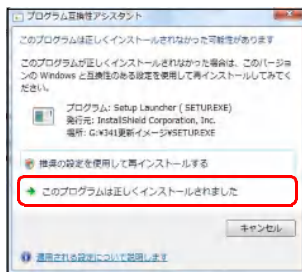 プログラム互換性アシスタント
このプログラムは正しくインストールされなかった可能性があります
このプログラムが正しくインストールされなかった場合は、このバージョ
ンの Windows と互換性のある設定を使用して再インストールしてみてく
ださい。
プログラム: Setup Launcher ( SETUP.EXE)
発行元: InstallShield Corporation, Inc.
場所: G:¥341更新イメージ¥SETUP.EXE
推奨の設定を使用して再インストールする
このプログラムは正しくインストールされました
キャンセル
適用される設定について説明します